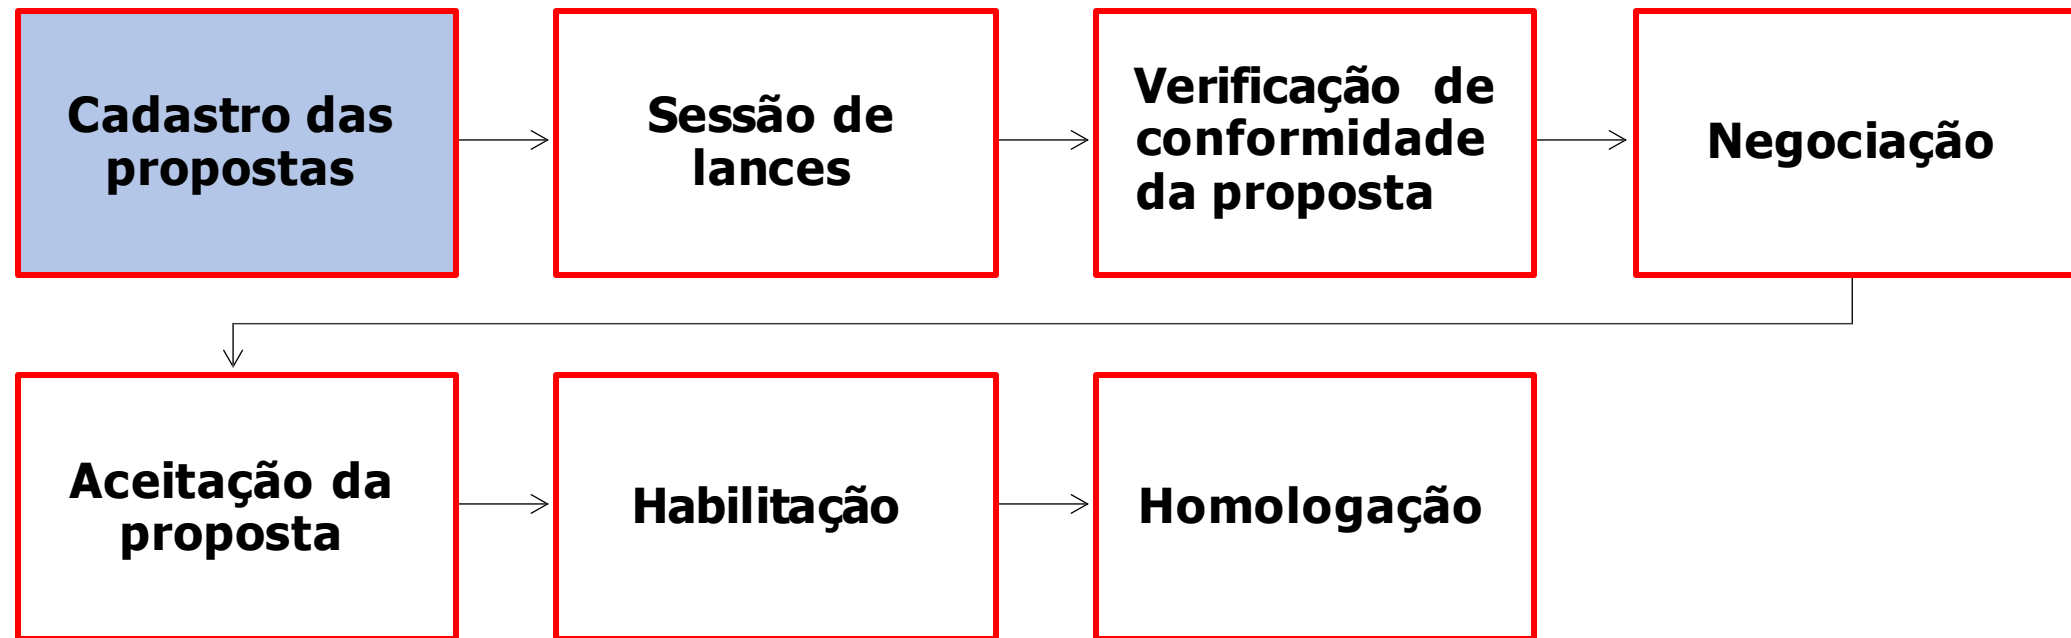 Cadastro das
propostas
Sessão de
lances
Verificação de
conformidade
da proposta
Negociação
Aceitação da
proposta
Habilitação
Homologação